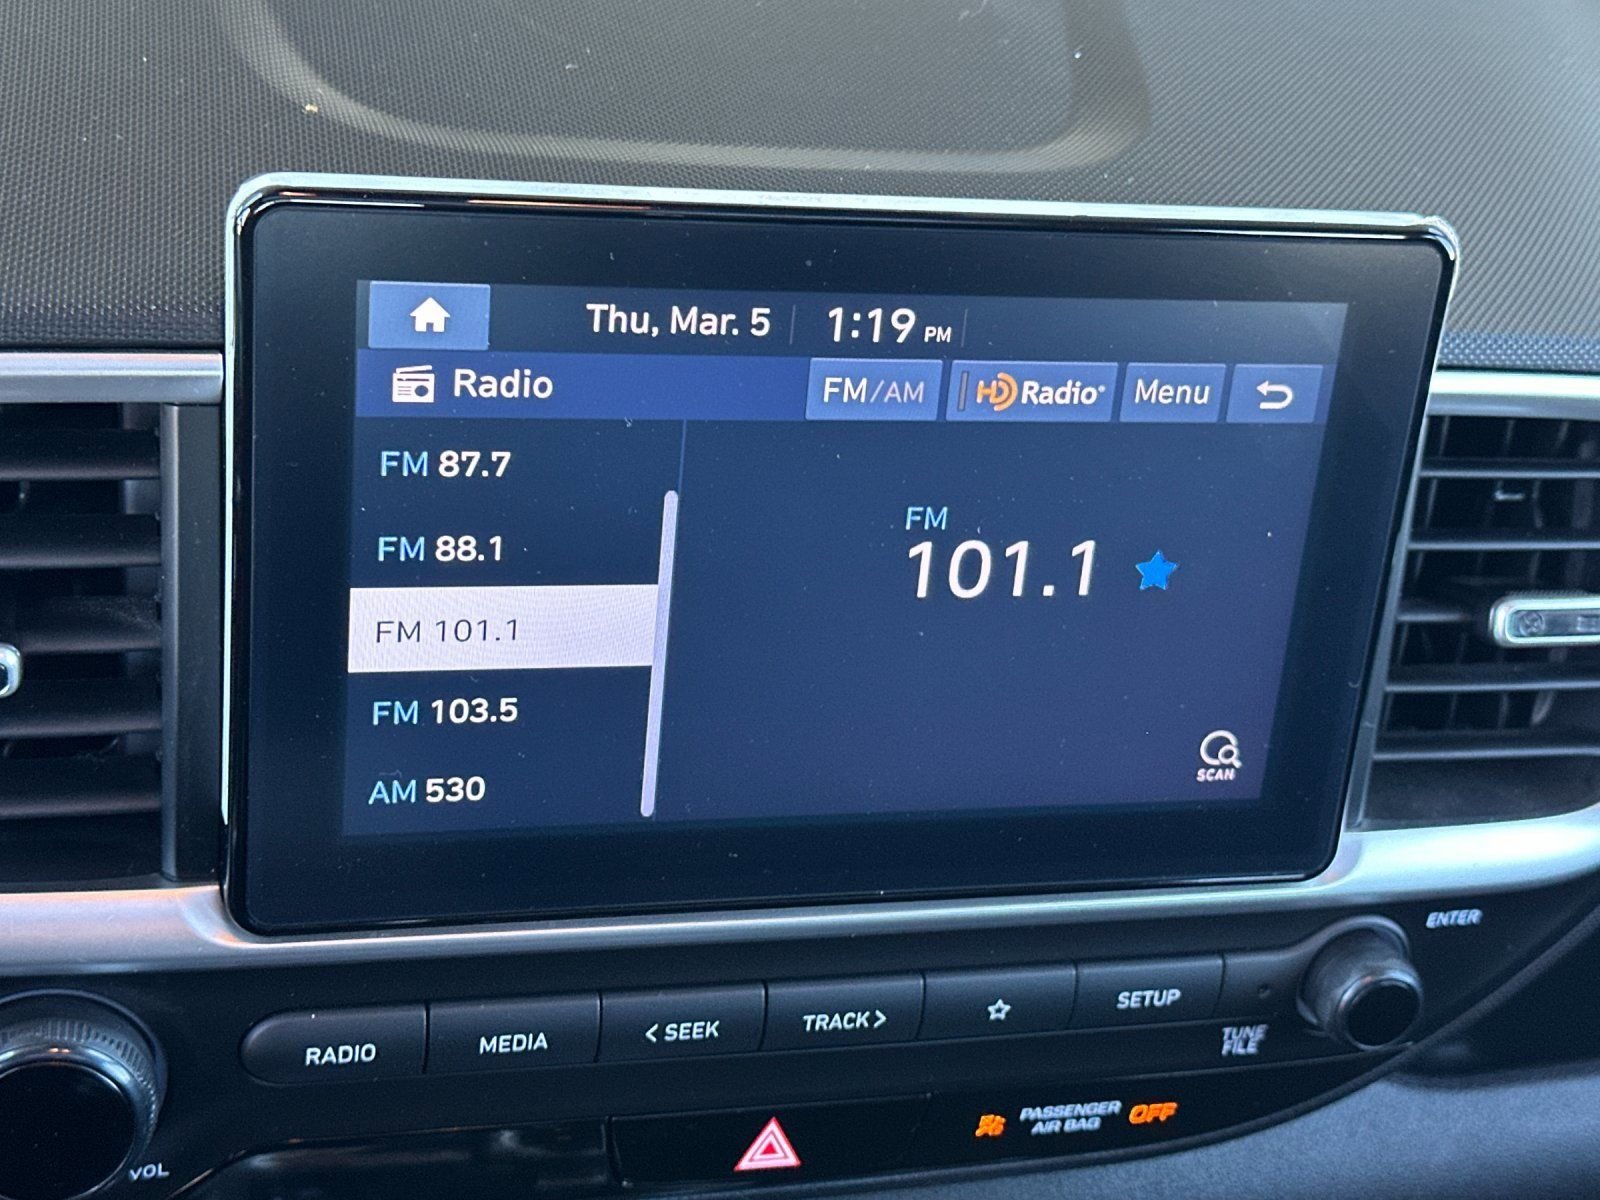 Thu, Mar. 5 1:19 PM
Radio FM/AM HD Radio® Menu
FM 87.7
FM 88.1
FM 101.1
FM 103.5
AM 530
FM
101.1
SCAN
ENTER
RADIO MEDIA < SEEK TRACK > SETUP
TUNE
FILE
PASSENGER
AIR BAG OFF
VOL